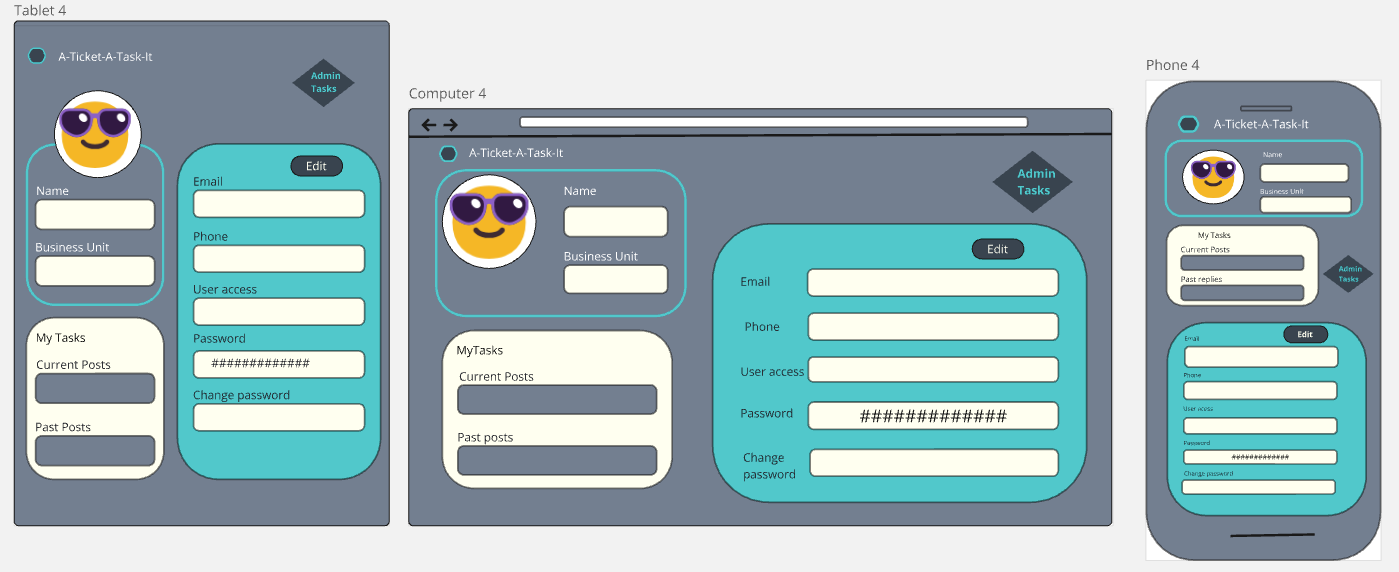 Tablet 4
A-Ticket-A-Task-It
Admin
Tasks
Name
Business Unit
Edit
Email
Phone
User access
Password
#############
Change password
My Tasks
Current Posts
Past Posts
Computer 4
A-Ticket-A-Task-It
Admin
Tasks
Name
Business Unit
MyTasks
Current Posts
Past posts
Edit
Email
Phone
User access
Password
#############
Change
password
Phone 4
A-Ticket-A-Task-It
Name
Business Unit
My Tasks
Current Posts
Past replies
Admin
Tasks
Edit
Email
Phone
User acess
Password
#############
Change password